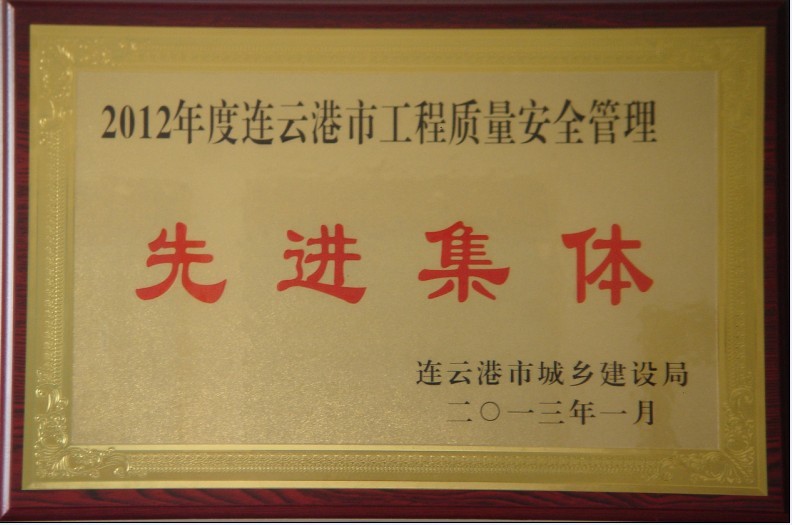 2012年度连云港市工程质量安全管理
先进集体
连云港市城乡建设局
二〇一三年一月